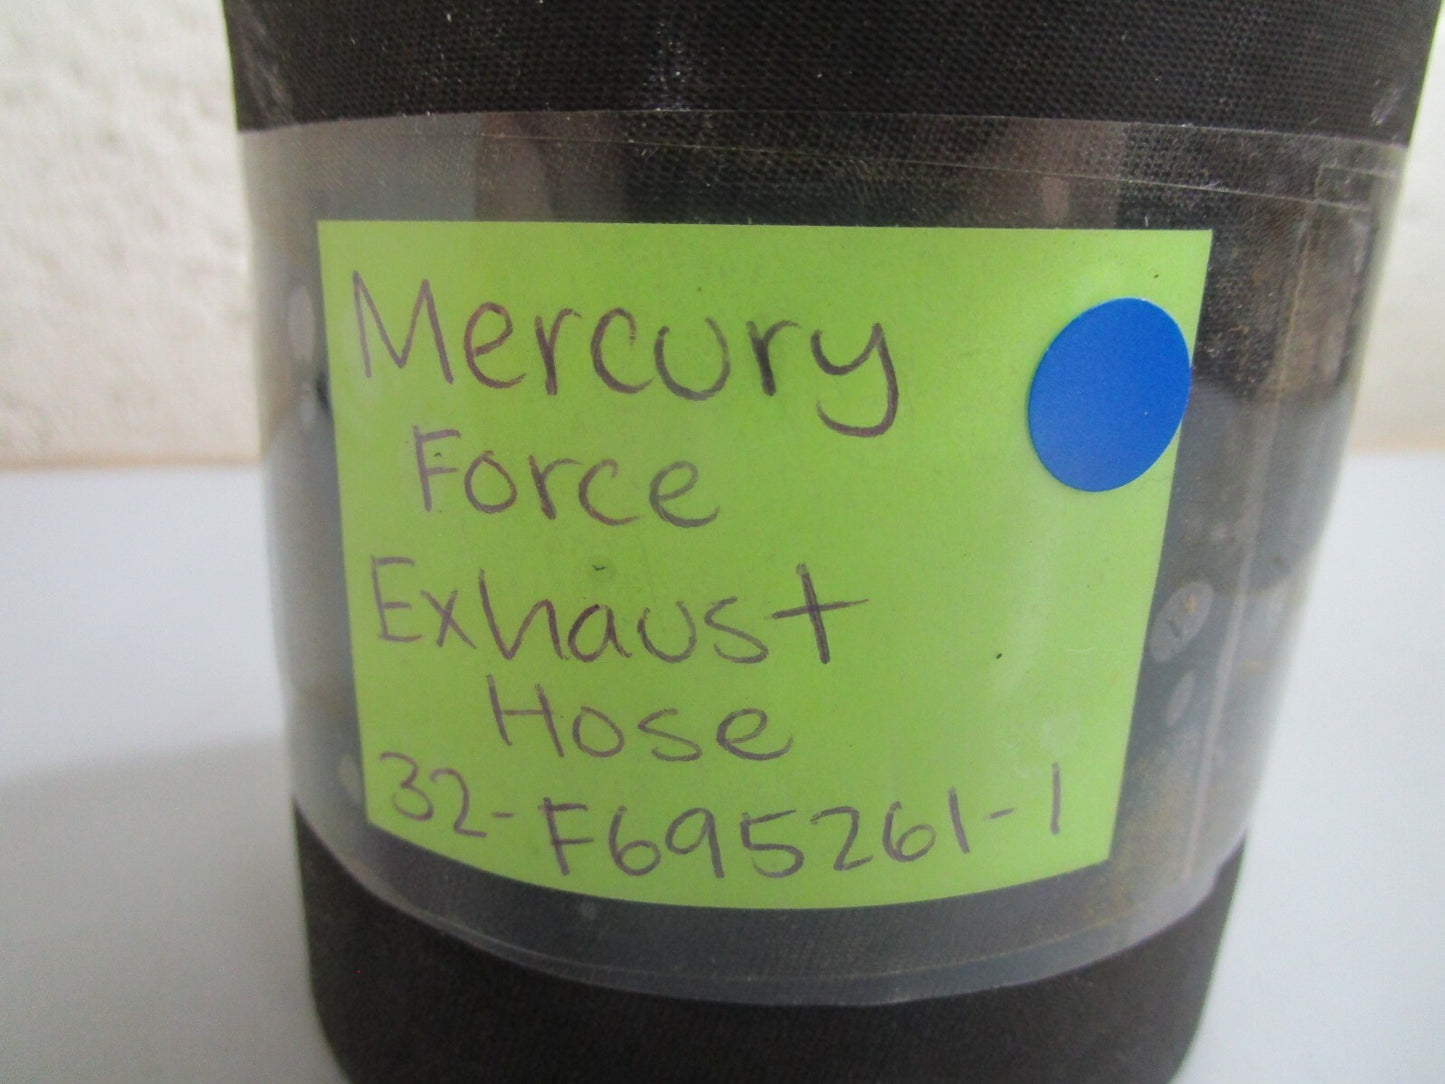 Mercury
Force
Exhaust
Hose
32-F695261-1